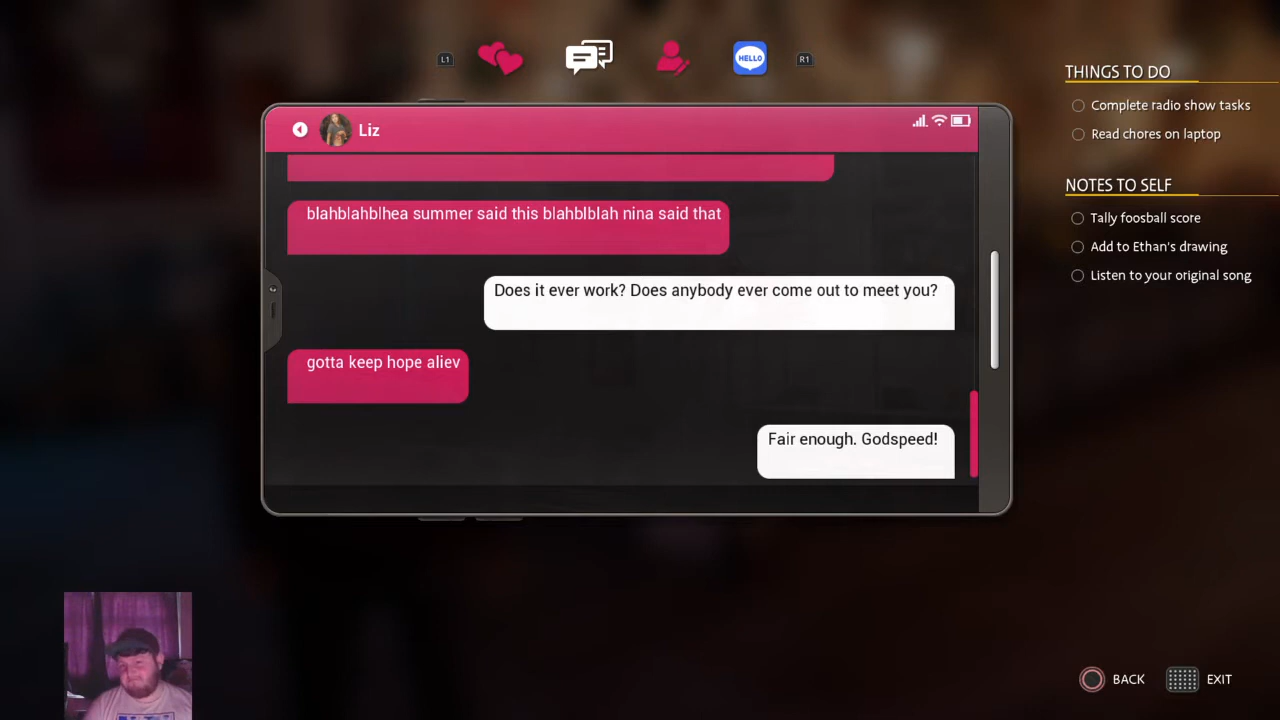 L1
HELLO
R1
THINGS TO DO
Complete radio show tasks
Read chores on laptop
NOTES TO SELF
Tally foosball score
Add to Ethan's drawing
Listen to your original song
Liz
blahblahblhea summer said this blahblblah nina said that
Does it ever work? Does anybody ever come out to meet you?
gotta keep hope aliev
Fair enough. Godspeed!
BACK
EXIT